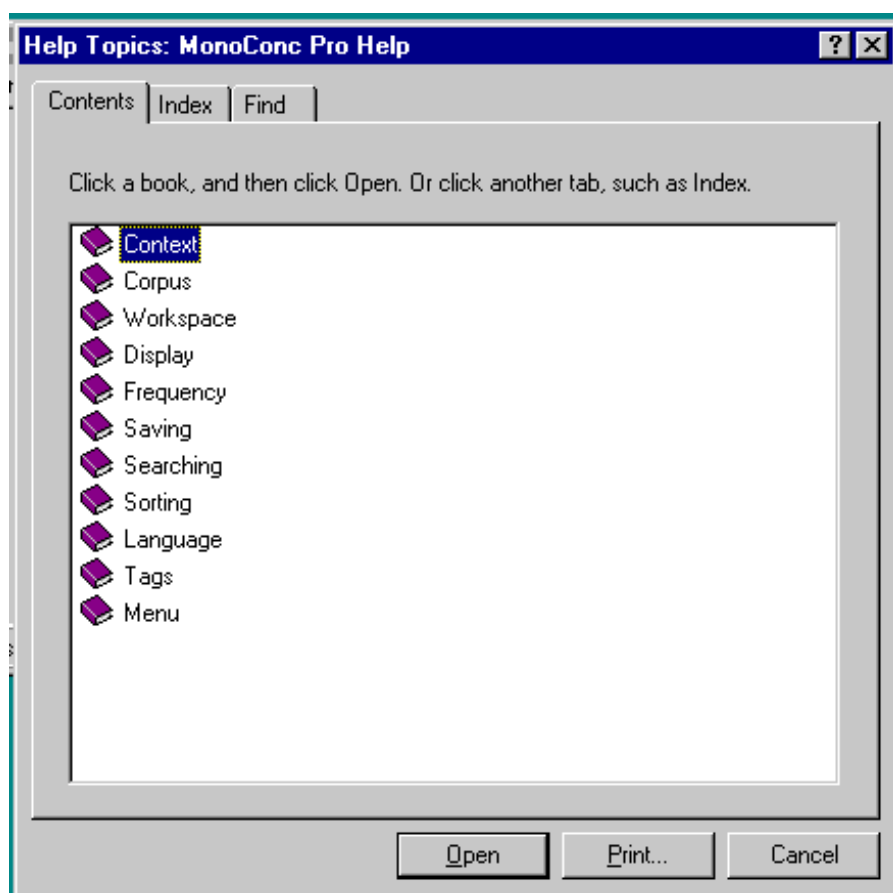 Help Topics: MonoConc Pro Help
Contents Index Find
Click a book, and then click Open. Or click another tab, such as Index.
Context
Corpus
Workspace
Display
Frequency
Saving
Searching
Sorting
Language
Tags
Menu
Open Print... Cancel